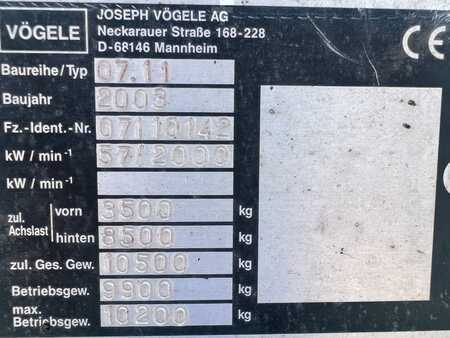 VÖGELE
JOSEPH VÖGELE AG
Neckarauer Straße 168-228
D-68146 Mannheim
CE
Baureihe/Typ 07.11
Baujahr 2003
Fz.-Ident.-Nr. 07110142
kW / min⁻¹ 57/2000
kW / min⁻¹
zul. Achslast vorn 3500 kg
hinten 8500 kg
zul. Ges. Gew. 10500 kg
Betriebsgew. 9900 kg
max. Betriebsgew. 10200 kg